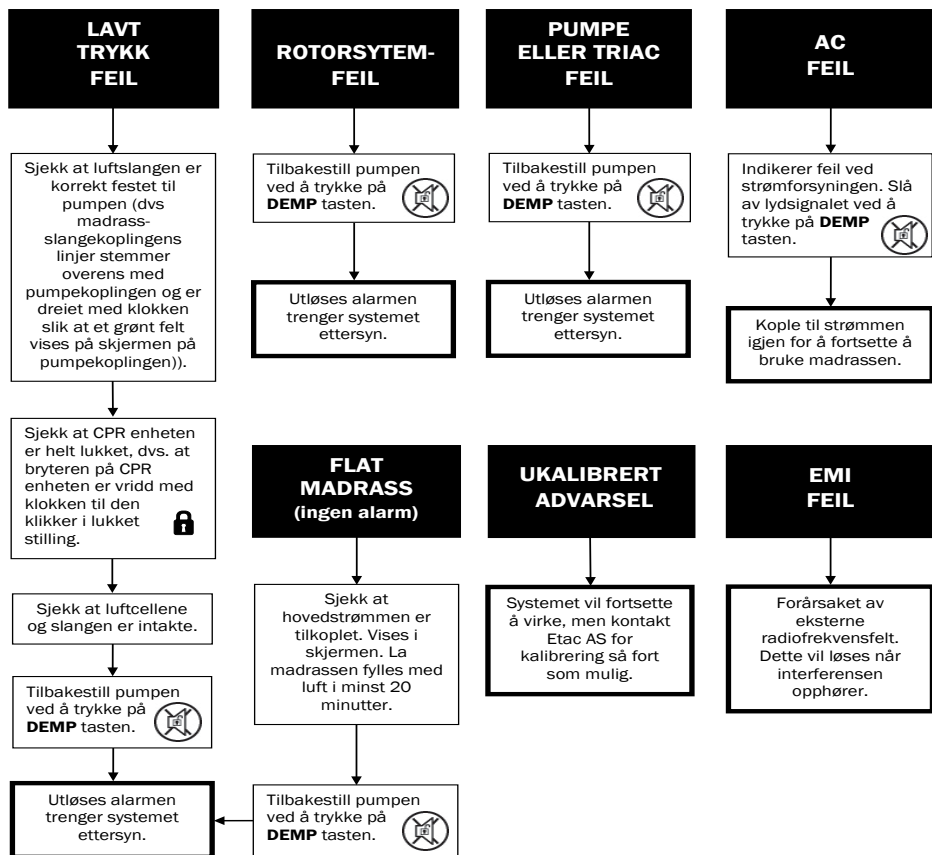 LAVT
TRYKK
FEIL
Sjekk at luftslangen er
korrekt festet til
pumpen (dvs
madrass-
slangekoplingens
linjer stemmer
overens med
pumpekoplingen og er
dreiet med klokken
slik at et grønt felt
vises på skjermen på
pumpekoplingen)).
Sjekk at CPR enheten
er helt lukket, dvs. at
bryteren på CPR
enheten er vridd med
klokken til den
klikker i lukket
stilling.
Sjekk at luftcellene
og slangen er intakte.
Tilbakestill pumpen
ved å trykke på
DEMP tasten.
Utløses alarmen
trenger systemet
ettersyn.
ROTORSYTEM-
FEIL
Tilbakestill pumpen
ved å trykke på
DEMP tasten.
Utløses alarmen
trenger systemet
ettersyn.
PUMPE
ELLER TRIAC
FEIL
Tilbakestill pumpen
ved å trykke på
DEMP tasten.
Utløses alarmen
trenger systemet
ettersyn.
AC
FEIL
Indikerer feil ved
strømforsyningen. Slå
av lydsignalet ved å
trykke på DEMP
tasten.
Kople til strømmen
igjen for å fortsette å
bruke madrassen.
FLAT
MADRASS
(ingen alarm)
Sjekk at
hovedstrømmen er
tilkoplet. Vises i
skjermen. La
madrassen fylles med
luft i minst 20
minutter.
Tilbakestill pumpen
ved å trykke på
DEMP tasten.
UKALIBRERT
ADVARSEL
Systemet vil fortsette
å virke, men kontakt
Etac AS for
kalibrering så fort
som mulig.
EMI
FEIL
Forårsaket av
eksterne
radiofrekvensfelt.
Dette vil løses når
interferensen
opphører.